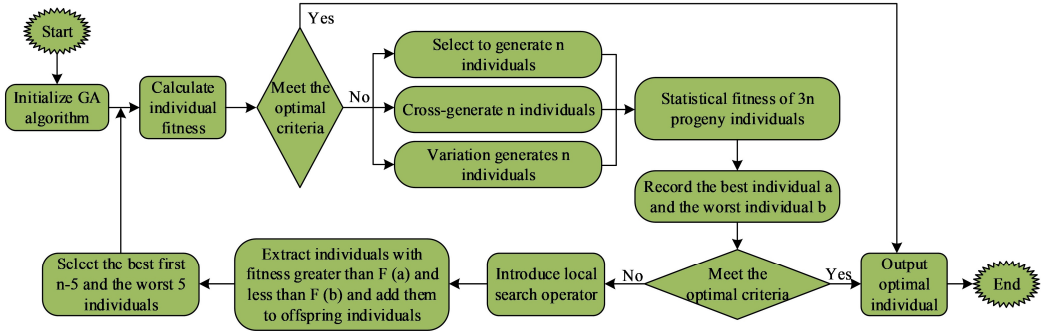 Start
Initialize GA
algorithm
Calculate
individual
fitness
Meet the
optimal
criteria
Yes
No
Select to generate n
individuals
Cross-generate n individuals
Variation generates n
individuals
Statistical fitness of 3n
progeny individuals
Record the best individual a
and the worst individual b
Meet the
optimal criteria
Yes
No
Output
optimal
individual
End
Introduce local
search operator
Extract individuals with
fitness greater than F (a) and
less than F (b) and add them
to offspring individuals
Select the best first
n-5 and the worst 5
individuals